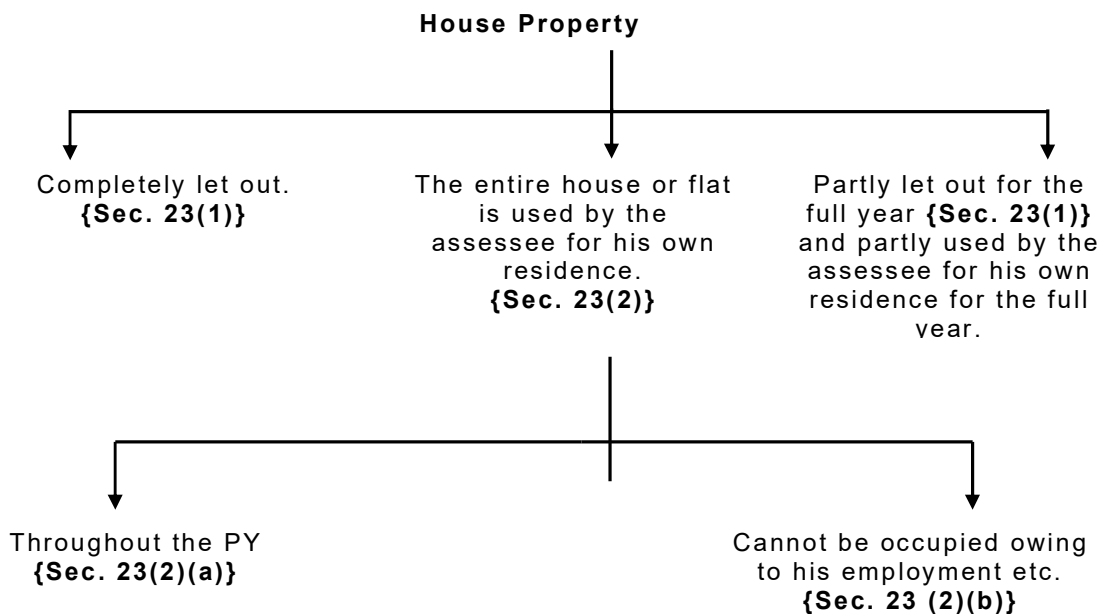 House Property
Completely let out.
{Sec. 23(1)}
The entire house or flat
is used by the
assessee for his own
residence.
{Sec. 23(2)}
Partly let out for the
full year {Sec. 23(1)}
and partly used by the
assessee for his own
residence for the full
year.
Throughout the PY
{Sec. 23(2)(a)}
Cannot be occupied owing
to his employment etc.
{Sec. 23 (2)(b)}